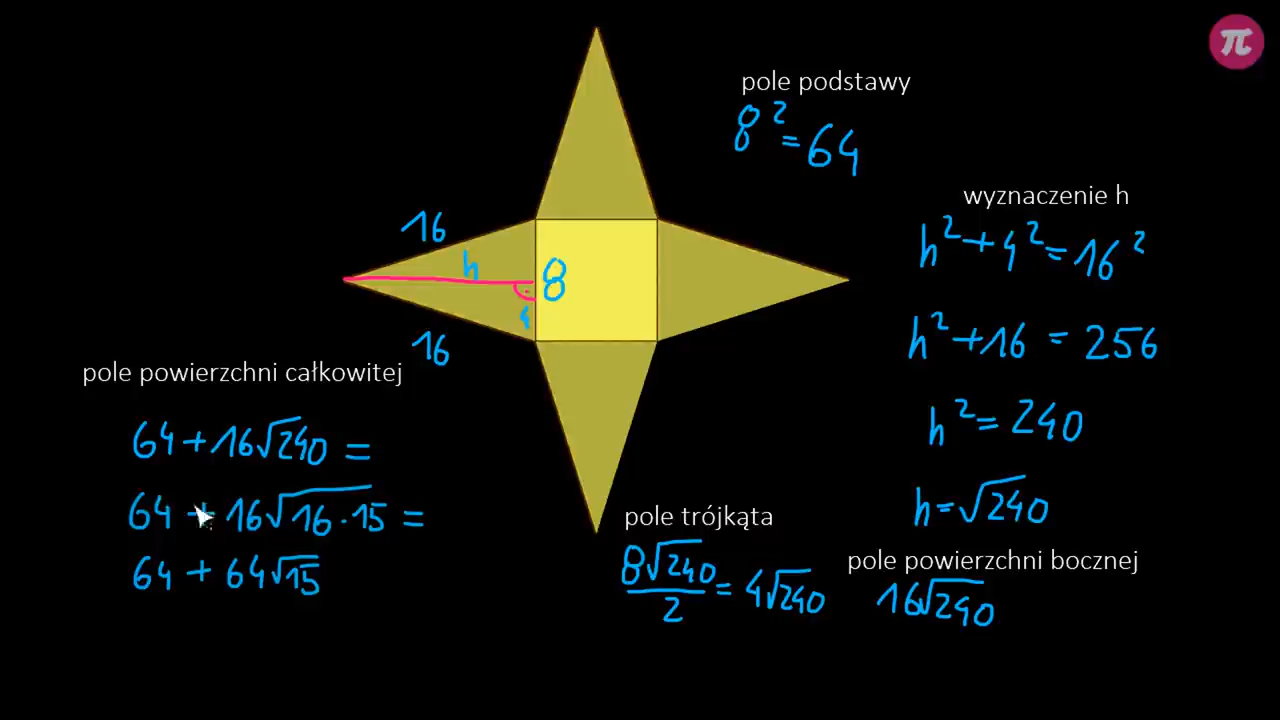 π
pole podstawy
8² = 64
wyznaczenie h
h² + 4² = 16²
h² + 16 = 256
h² = 240
h = √240
16
h
8
4
16
pole powierzchni całkowitej
64 + 16√240 =
64 + 16√16·15 =
64 + 64√15
pole trójkąta
8√240/2 = 4√240
pole powierzchni bocznej
16√240